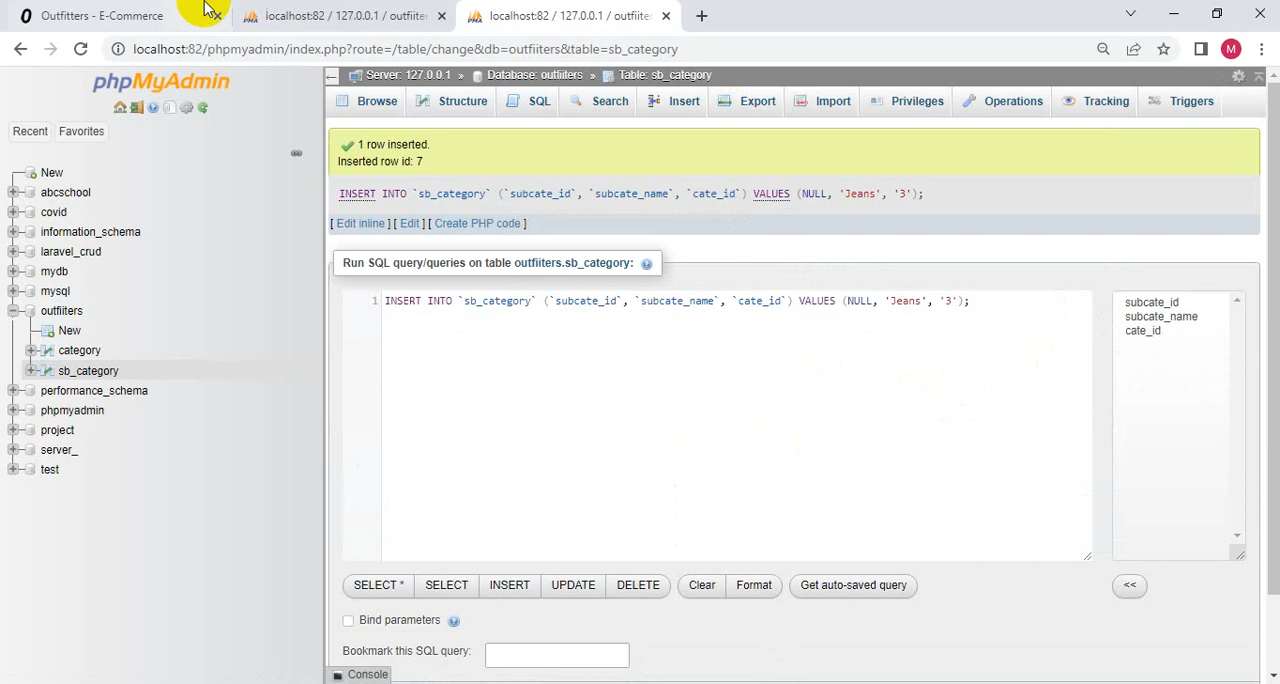 Outfitters - E-Commerce
localhost:82 / 127.0.0.1 / outfiiter
localhost:82 / 127.0.0.1 / outfiiter
localhost:82/phpmyadmin/index.php?route=/table/change&db=outfiiters&table=sb_category
M
phpMyAdmin
Recent
Favorites
New
abcschool
covid
information_schema
laravel_crud
mydb
mysql
outfiiters
New
category
sb_category
performance_schema
phpmyadmin
project
server_
test
Server: 127.0.0.1 » Database: outfiiters » Table: sb_category
Browse
Structure
SQL
Search
Insert
Export
Import
Privileges
Operations
Tracking
Triggers
1 row inserted.
Inserted row id: 7
INSERT INTO `sb_category` (`subcate_id`, `subcate_name`, `cate_id`) VALUES (NULL, 'Jeans', '3');
[ Edit inline ] [ Edit ] [ Create PHP code ]
Run SQL query/queries on table outfiiters.sb_category:
1 INSERT INTO `sb_category` (`subcate_id`, `subcate_name`, `cate_id`) VALUES (NULL, 'Jeans', '3');
subcate_id
subcate_name
cate_id
SELECT *
SELECT
INSERT
UPDATE
DELETE
Clear
Format
Get auto-saved query
<<
Bind parameters
Bookmark this SQL query:
Console